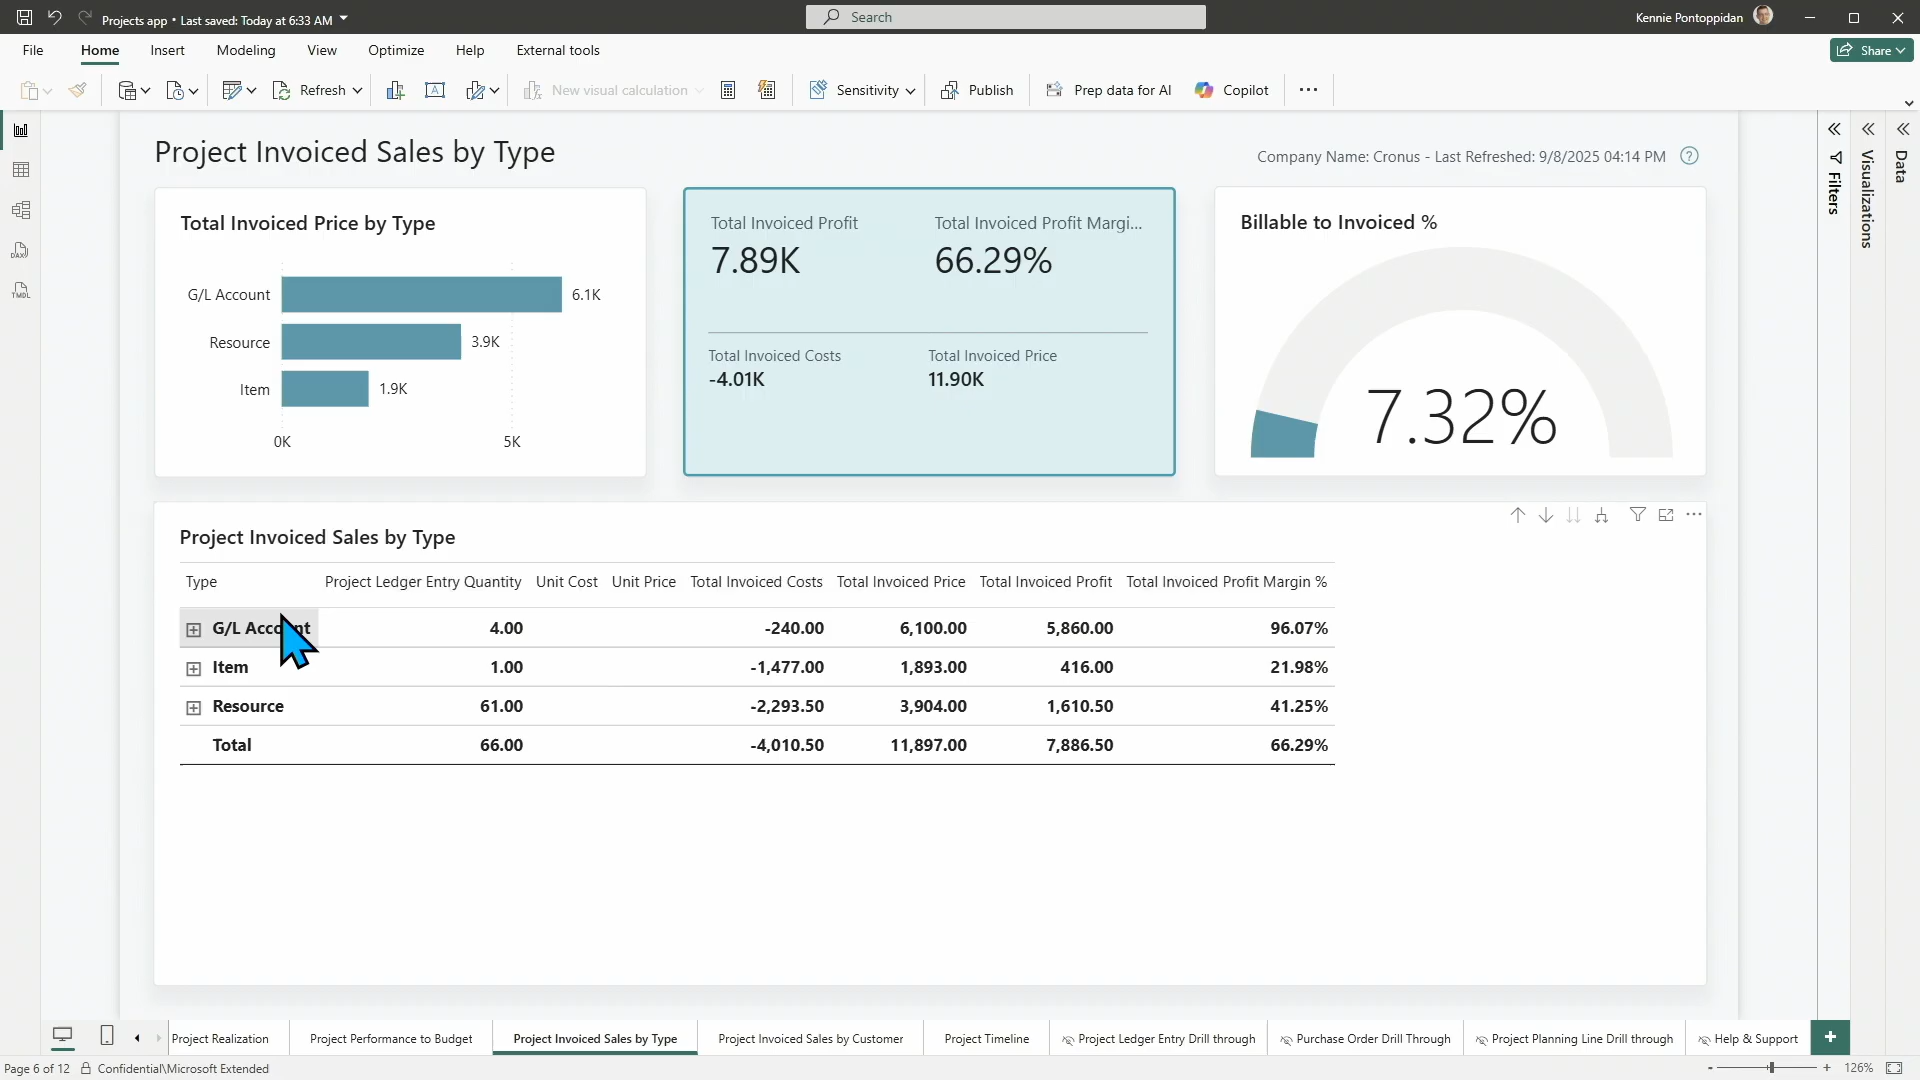 Projects app • Last saved: Today at 6:33 AM
Search
Kennie Pontoppidan
File Home Insert Modeling View Optimize Help External tools
Share
Refresh New visual calculation Sensitivity Publish Prep data for AI Copilot
DAX
TMDL
Project Invoiced Sales by Type
Company Name: Cronus - Last Refreshed: 9/8/2025 04:14 PM
Filters
Visualizations
Data
Total Invoiced Price by Type
G/L Account 6.1K
Resource 3.9K
Item 1.9K
0K 5K
Total Invoiced Profit Total Invoiced Profit Margi...
7.89K 66.29%
Total Invoiced Costs Total Invoiced Price
-4.01K 11.90K
Billable to Invoiced %
7.32%
Project Invoiced Sales by Type
Type Project Ledger Entry Quantity Unit Cost Unit Price Total Invoiced Costs Total Invoiced Price Total Invoiced Profit Total Invoiced Profit Margin %
G/L Account 4.00 -240.00 6,100.00 5,860.00 96.07%
Item 1.00 -1,477.00 1,893.00 416.00 21.98%
Resource 61.00 -2,293.50 3,904.00 1,610.50 41.25%
Total 66.00 -4,010.50 11,897.00 7,886.50 66.29%
Project Realization Project Performance to Budget Project Invoiced Sales by Type Project Invoiced Sales by Customer Project Timeline Project Ledger Entry Drill through Purchase Order Drill Through Project Planning Line Drill through Help & Support
Page 6 of 12 Confidential\Microsoft Extended 126%